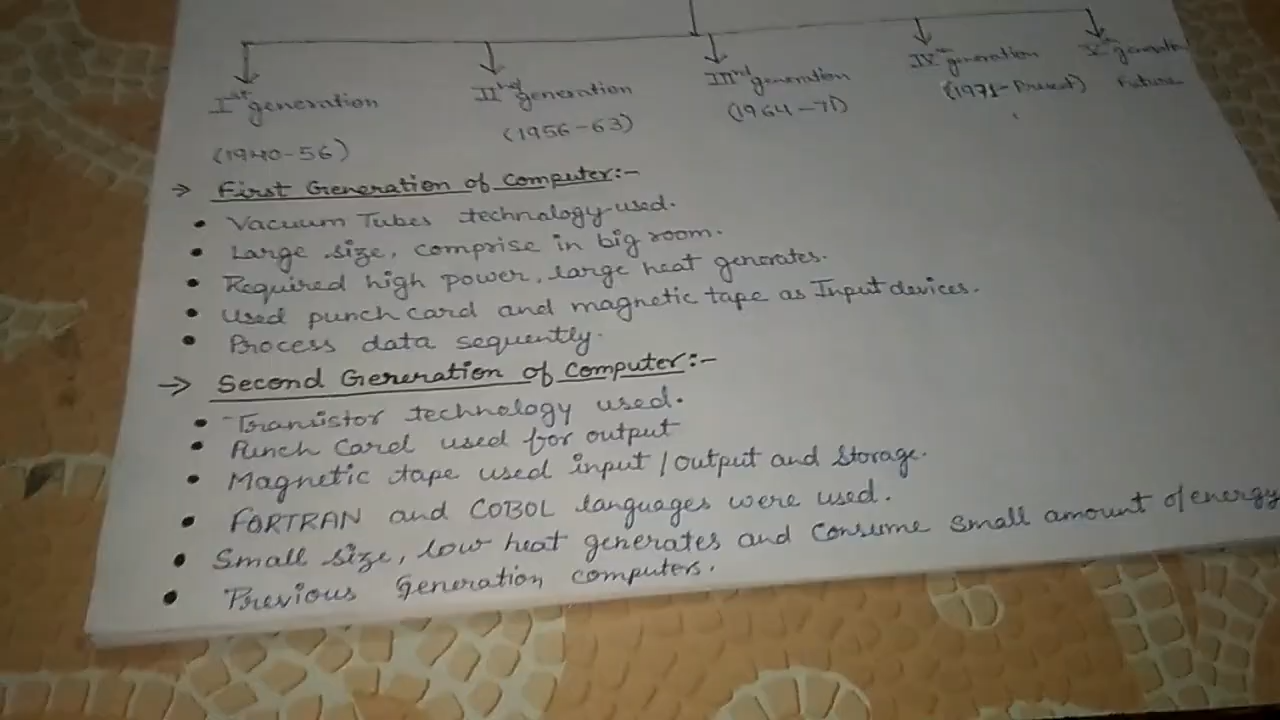 Ist generation
IInd generation
IIIrd generation
IVth generation
Vth generation
(1940-56)
(1956-63)
(1964-71)
(1971-Present)
Future
→ First Generation of Computer:-
• Vacuum Tubes technology used.
• Large size, comprise in big room.
• Required high power, large heat generates.
• Used punch card and magnetic tape as Input devices.
• Process data sequently.
→ Second Generation of Computer:-
• Transistor technology used.
• Punch Card used for output
• Magnetic tape used input/output and Storage.
• FORTRAN and COBOL languages were used.
• Small size, low heat generates and Consume Small amount of energy
• Previous Generation computers.